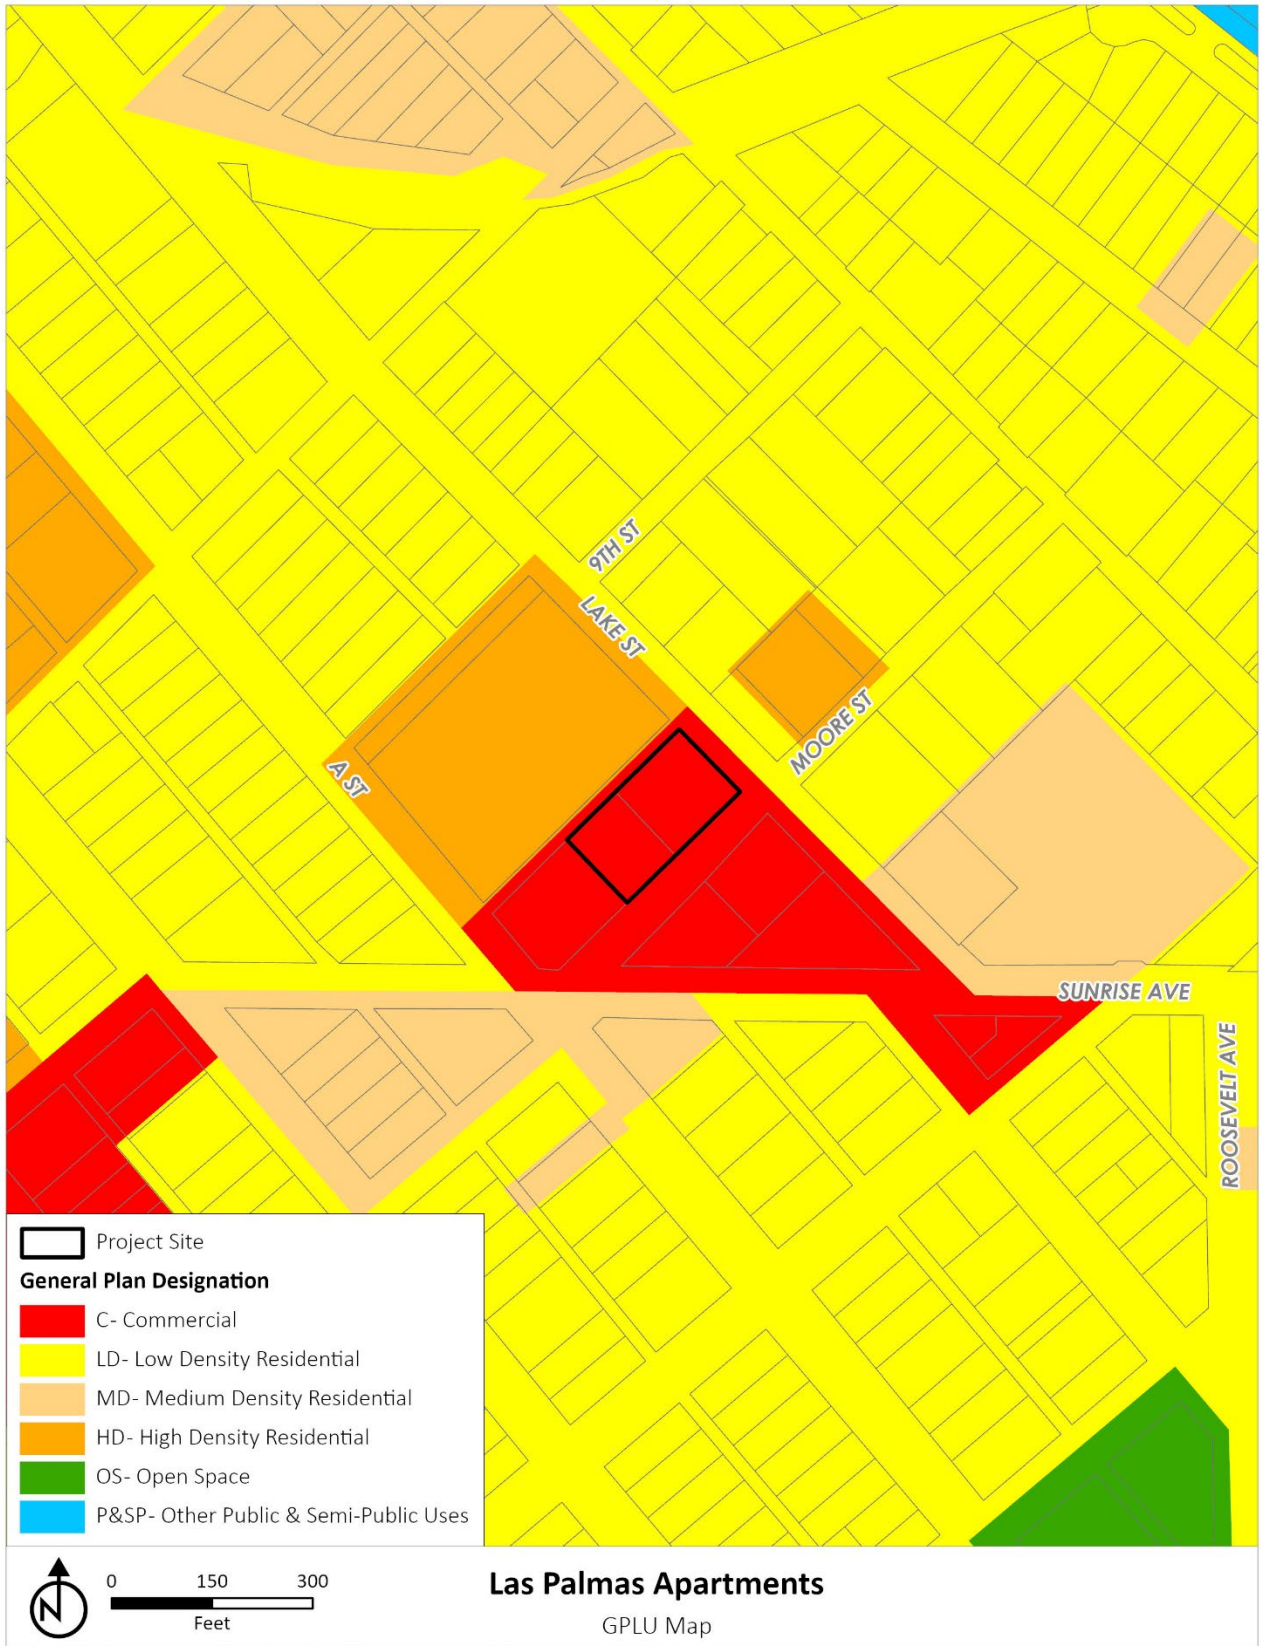 9TH ST
LAKE ST
MOORE ST
A ST
SUNRISE AVE
ROOSEVELT AVE
Project Site
General Plan Designation
C- Commercial
LD- Low Density Residential
MD- Medium Density Residential
HD- High Density Residential
OS- Open Space
P&SP- Other Public & Semi-Public Uses
N
0 150 300
Feet
Las Palmas Apartments
GPLU Map